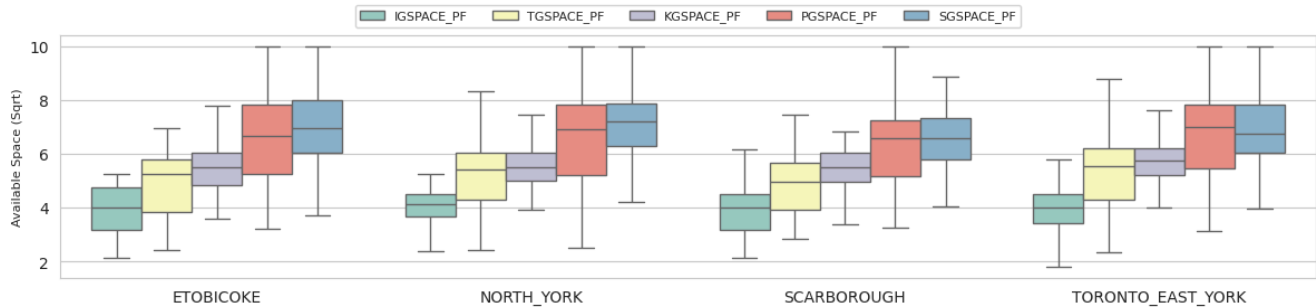 IGSPACE_PF TGSPACE_PF KGSPACE_PF PGSPACE_PF SGSPACE_PF
Available Space (Sqrt)
10
8
6
4
2
ETOBICOKE NORTH_YORK SCARBOROUGH TORONTO_EAST_YORK